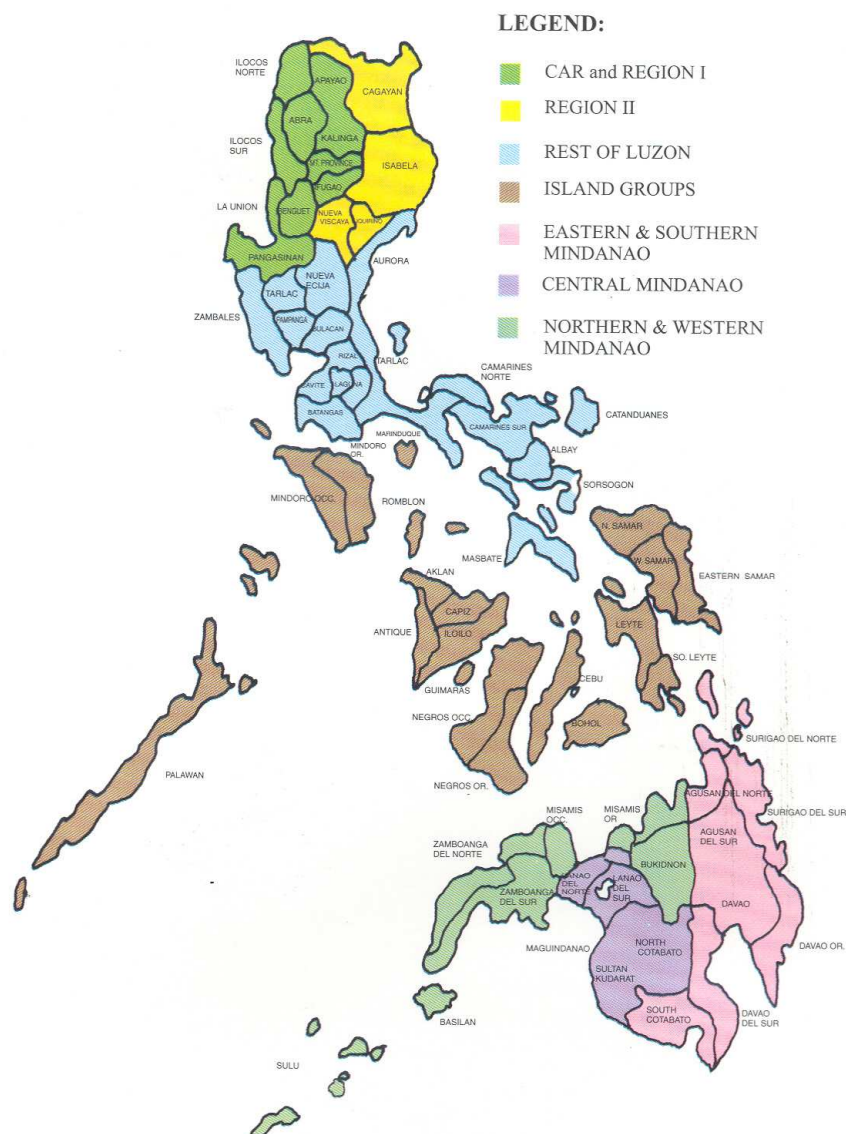 LEGEND:
CAR and REGION I
REGION II
REST OF LUZON
ISLAND GROUPS
EASTERN & SOUTHERN
MINDANAO
CENTRAL MINDANAO
NORTHERN & WESTERN
MINDANAO
ILOCOS
NORTE
APAYAO
CAGAYAN
ABRA
ILOCOS
SUR
KALINGA
MT. PROVINCE
ISABELA
IFUGAO
LA UNION
BENGUET
NUEVA
VISCAYA
QUIRINO
PANGASINAN
AURORA
NUEVA
ECIJA
TARLAC
ZAMBALES
PAMPANGA
BULACAN
RIZAL
TARLAC
CAVITE
LAGUNA
BATANGAS
CAMARINES
NORTE
CATANDUANES
CAMARINES SUR
MARINDUQUE
MINDORO
OR.
ALBAY
MINDORO OCC.
ROMBLON
SORSOGON
MASBATE
N. SAMAR
W. SAMAR
EASTERN SAMAR
AKLAN
CAPIZ
ANTIQUE
ILOILO
LEYTE
SO. LEYTE
GUIMARAS
CEBU
NEGROS OCC.
BOHOL
NEGROS OR.
PALAWAN
SURIGAO DEL NORTE
AGUSAN DEL NORTE
SURIGAO DEL SUR
MISAMIS
OCC.
MISAMIS
OR
AGUSAN
DEL SUR
ZAMBOANGA
DEL NORTE
BUKIDNON
LANAO
DEL
NORTE
LANAO
DEL
SUR
ZAMBOANGA
DEL SUR
DAVAO
MAGUINDANAO
NORTH
COTABATO
DAVAO OR.
SULTAN
KUDARAT
SOUTH
COTABATO
DAVAO
DEL SUR
BASILAN
SULU